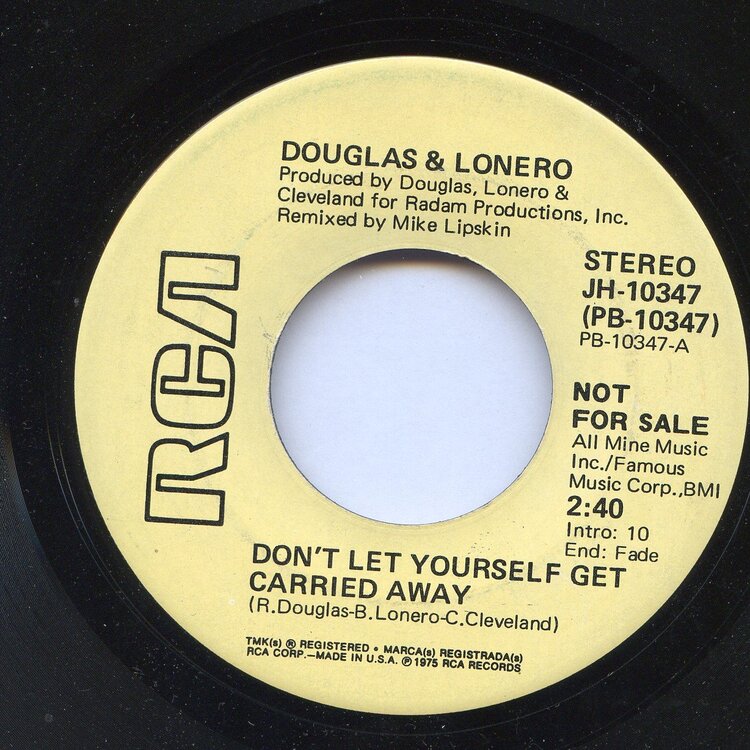 DOUGLAS & LONERO
Produced by Douglas, Lonero &
Cleveland for Radam Productions, Inc.
Remixed by Mike Lipskin
RCA
STEREO
JH-10347
(PB-10347)
PB-10347-A
NOT
FOR SALE
All Mine Music
Inc./Famous
Music Corp.,BMI
2:40
Intro: 10
End: Fade
DON'T LET YOURSELF GET
CARRIED AWAY
(R.Douglas-B.Lonero-C.Cleveland)
TMK(s) ® REGISTERED • MARCA(s) REGISTRADA(s)
RCA CORP.—MADE IN U.S.A. ℗ 1975 RCA RECORDS